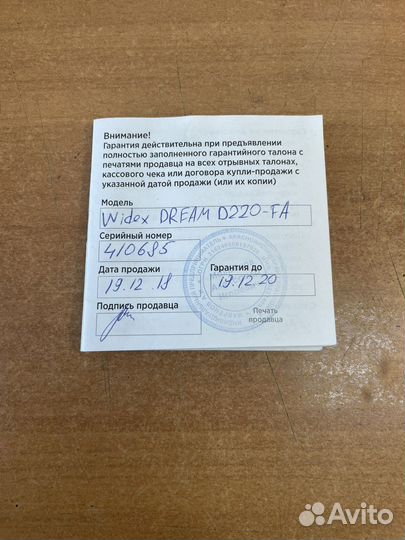 Внимание!
Гарантия действительна при предъявлении
полностью заполненного гарантийного талона с
печатями продавца на всех отрывных талонах,
кассового чека или договора купли-продажи с
указанной датой продажи (или их копии)
Модель
Widex DREAM D220-FA
Серийный номер
410695
Дата продажи
Гарантия до
19.12.18
19.12.20
Подпись продавца
Печать
продавца
Avito